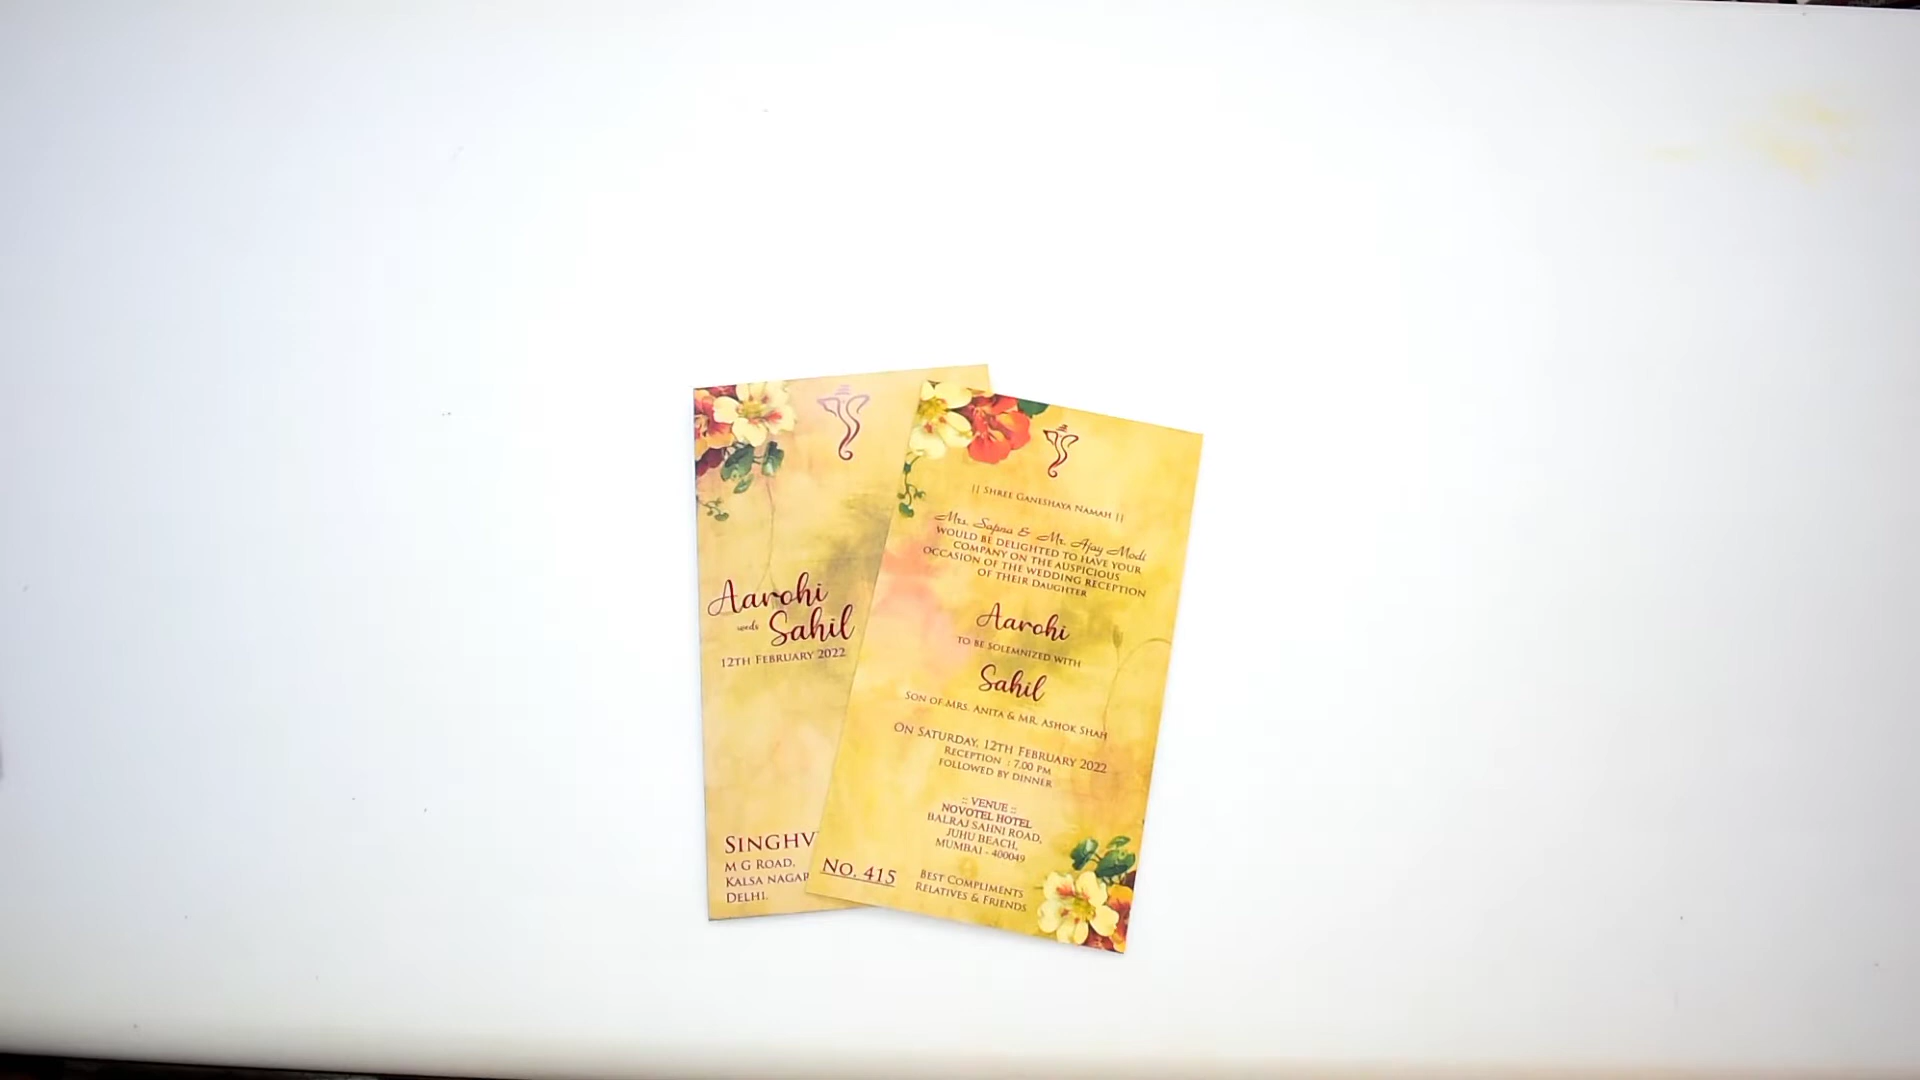 Aarohi
weds
Sahil
12TH FEBRUARY 2022
M G ROAD,
KALSA NAGAR
DELHI.
|| SHREE GANESHAYA NAMAH ||
Mrs. Sapna & Mr. Ajay Modi
WOULD BE DELIGHTED TO HAVE YOUR
COMPANY ON THE AUSPICIOUS
OCCASION OF THE WEDDING RECEPTION
OF THEIR DAUGHTER
Aarohi
TO BE SOLEMNIZED WITH
Sahil
SON OF MRS. ANITA & MR. ASHOK SHAH
ON SATURDAY, 12TH FEBRUARY 2022
RECEPTION : 7.00 PM
FOLLOWED BY DINNER
:: VENUE ::
NOVOTEL HOTEL
BALRAJ SAHNI ROAD,
JUHU BEACH,
MUMBAI - 400049
NO. 415
BEST COMPLIMENTS
RELATIVES & FRIENDS